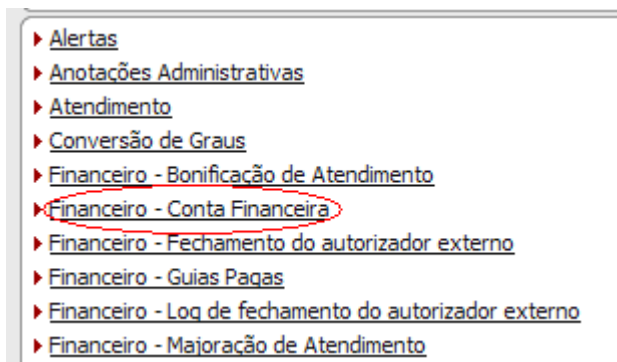 Alertas
Anotações Administrativas
Atendimento
Conversão de Graus
Financeiro - Bonificação de Atendimento
Financeiro - Conta Financeira
Financeiro - Fechamento do autorizador externo
Financeiro - Guias Pagas
Financeiro - Log de fechamento do autorizador externo
Financeiro - Majoração de Atendimento